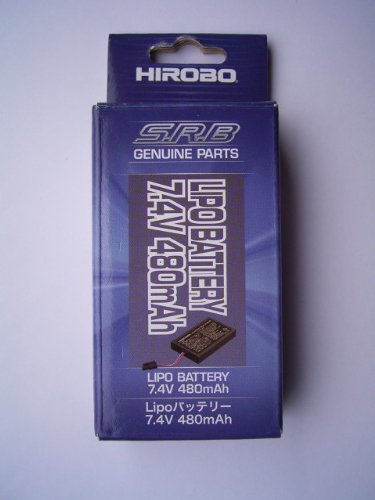 HIROBO
S.R.B
GENUINE PARTS
LIPO BATTERY
7.4V 480mAh
LIPO BATTERY
7.4V 480mAh
Lipoバッテリー
7.4V 480mAh